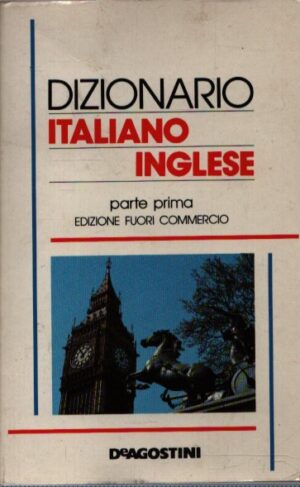 DIZIONARIO
ITALIANO
INGLESE
parte prima
EDIZIONE FUORI COMMERCIO
DeAGOSTINI